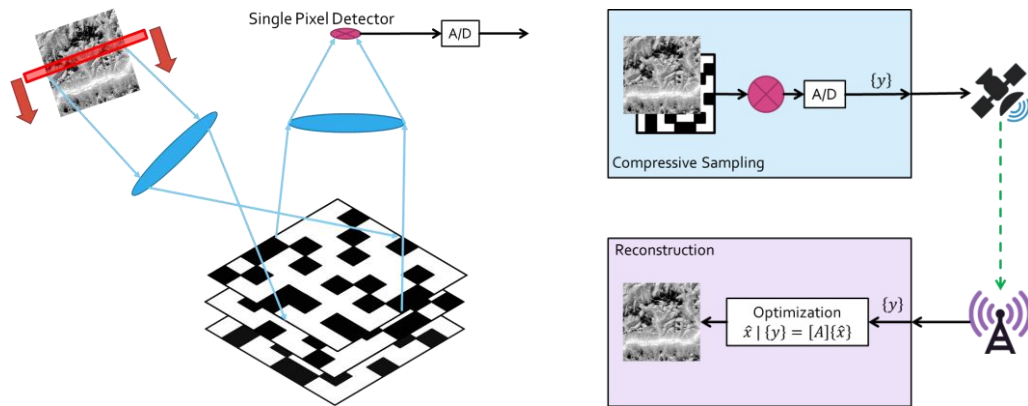 Single Pixel Detector
A/D
A/D
{y}
Compressive Sampling
Reconstruction
Optimization
x̂ | {y} = [A]{x̂}
{y}